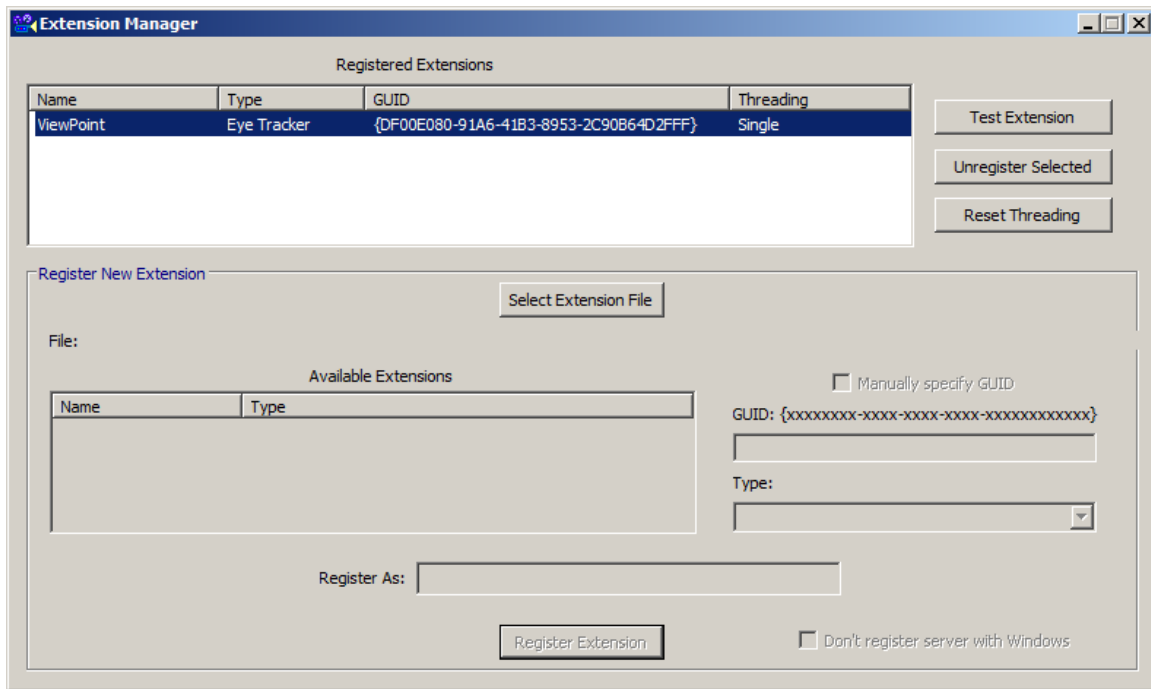 Extension Manager
Registered Extensions
Name Type GUID Threading
ViewPoint Eye Tracker {DF00E080-91A6-41B3-8953-2C90B64D2FFF} Single
Test Extension
Unregister Selected
Reset Threading
Register New Extension
Select Extension File
File:
Available Extensions
Name Type
Manually specify GUID
GUID: {xxxxxxxx-xxxx-xxxx-xxxx-xxxxxxxxxxxx}
Type:
Register As:
Register Extension
Don't register server with Windows